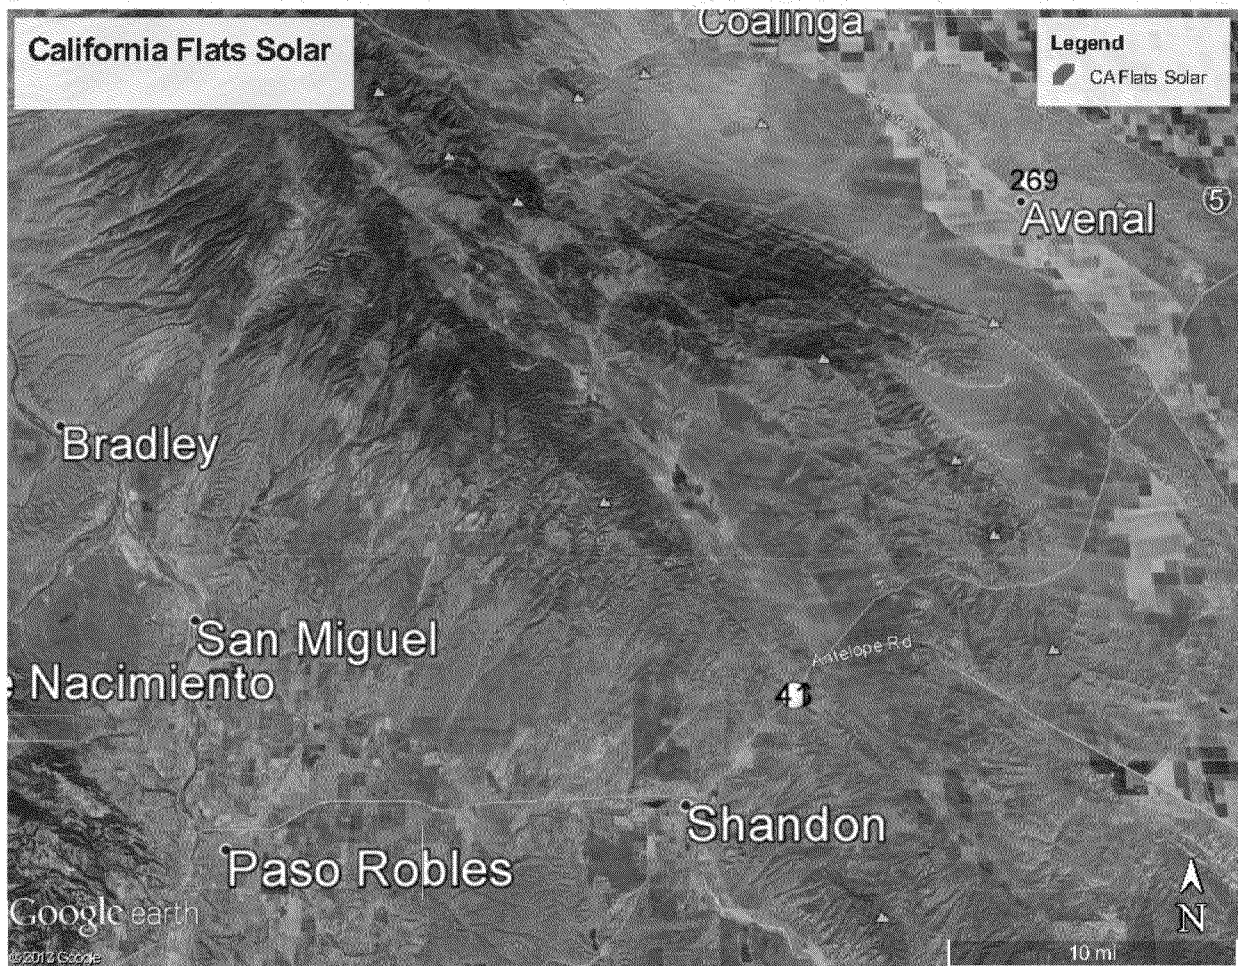 Coalinga
California Flats Solar
Legend
CA Flats Solar
269
Avenal
5
Bradley
San Miguel
Nacimiento
Antelope Rd
41
Shandon
Paso Robles
Google earth
N
10 mi